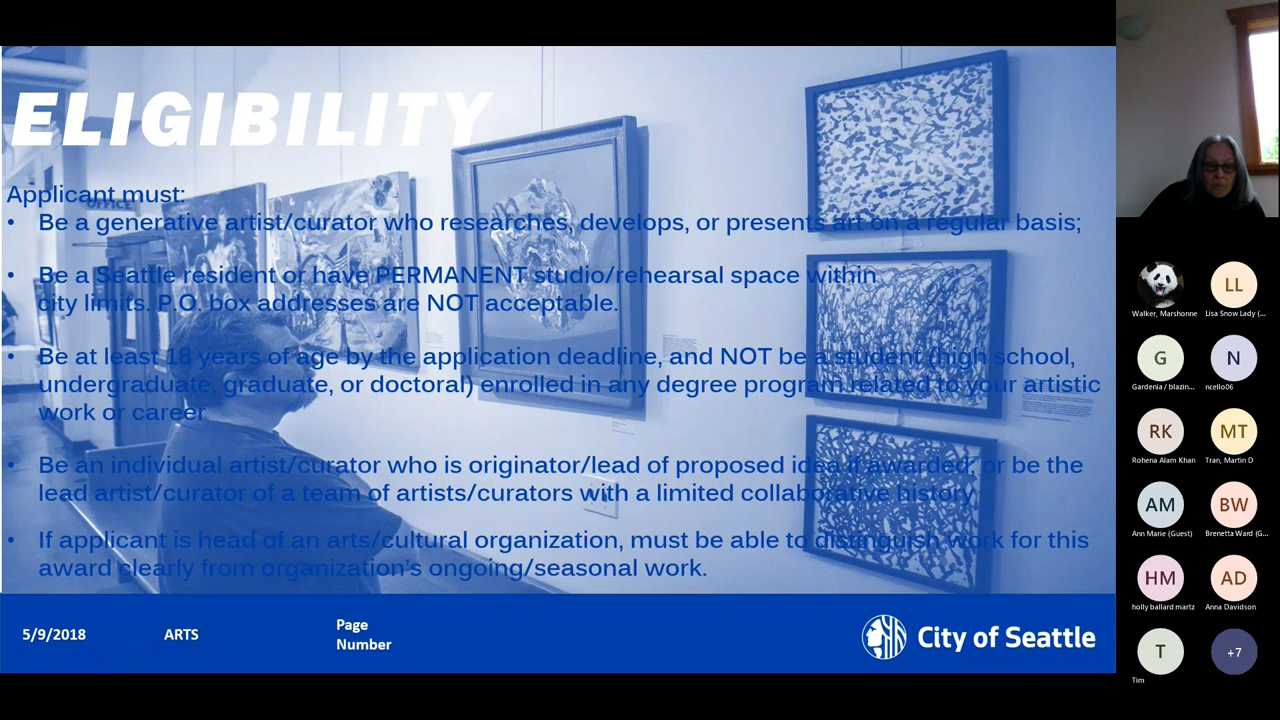 ELIGIBILITY
OFFICE
Applicant must:
• Be a generative artist/curator who researches, develops, or presents art on a regular basis;
• Be a Seattle resident or have PERMANENT studio/rehearsal space within
city limits. P.O. box addresses are NOT acceptable.
• Be at least 18 years of age by the application deadline, and NOT be a student (high school,
undergraduate, graduate, or doctoral) enrolled in any degree program related to your artistic
work or career
• Be an individual artist/curator who is originator/lead of proposed idea if awarded, or be the
lead artist/curator of a team of artists/curators with a limited collaborative history
• If applicant is head of an arts/cultural organization, must be able to distinguish work for this
award clearly from organization's ongoing/seasonal work.
5/9/2018
ARTS
Page
Number
City of Seattle
Walker, Marshonne
LL
Lisa Snow Lady (...
G
Gardenia / blazin...
N
ncello06
RK
Rohena Alam Khan
MT
Tran, Martin D
AM
Ann Marie (Guest)
BW
Brenetta Ward (G...
HM
holly ballard martz
AD
Anna Davidson
T
Tim
+7